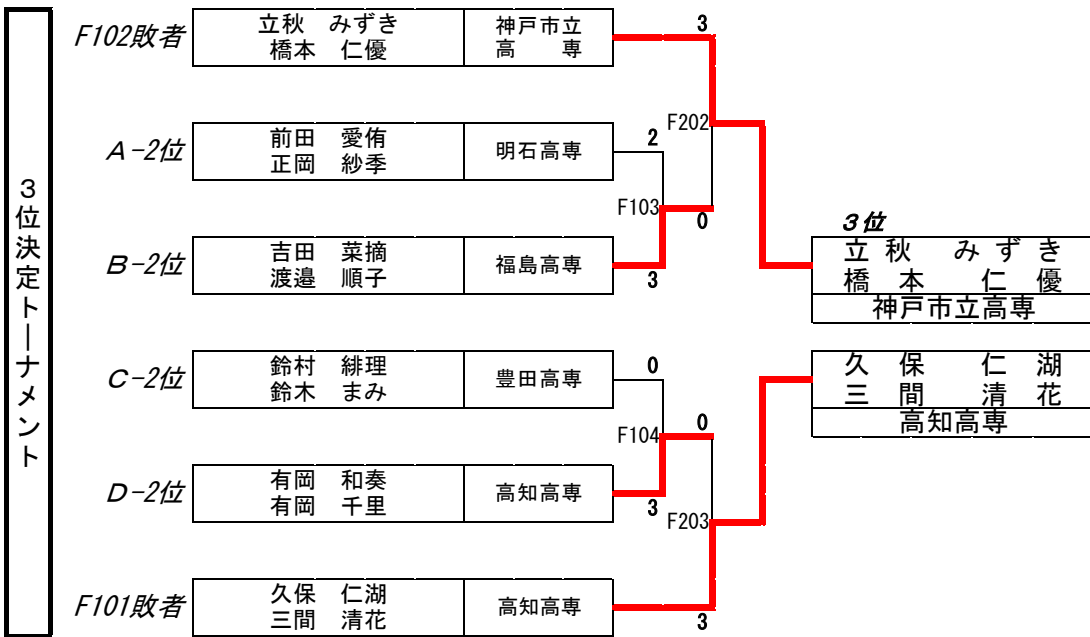 3位決定トーナメント
F102敗者
立秋 みずき
橋本 仁優
神戸市立
高 専
3
F202
A-2位
前田 愛侑
正岡 紗季
明石高専
2
F103
0
B-2位
吉田 菜摘
渡邉 順子
福島高専
3
3位
立秋 みずき
橋本 仁優
神戸市立高専
C-2位
鈴村 緋理
鈴木 まみ
豊田高専
0
F104
0
久保 仁湖
三間 清花
高知高専
D-2位
有岡 和奏
有岡 千里
高知高専
3
F203
F101敗者
久保 仁湖
三間 清花
高知高専
3